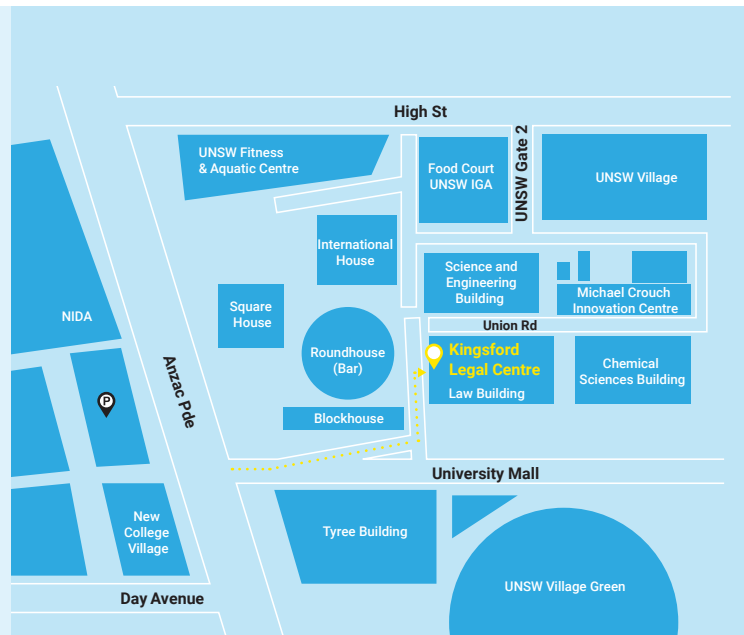 High St
UNSW Gate 2
UNSW Fitness
& Aquatic Centre
Food Court
UNSW IGA
UNSW Village
International
House
Science and
Engineering
Building
Michael Crouch
Innovation Centre
Square
House
NIDA
Union Rd
Roundhouse
(Bar)
Kingsford
Legal Centre
Law Building
Chemical
Sciences Building
Anzac Pde
P
Blockhouse
University Mall
New
College
Village
Tyree Building
UNSW Village Green
Day Avenue